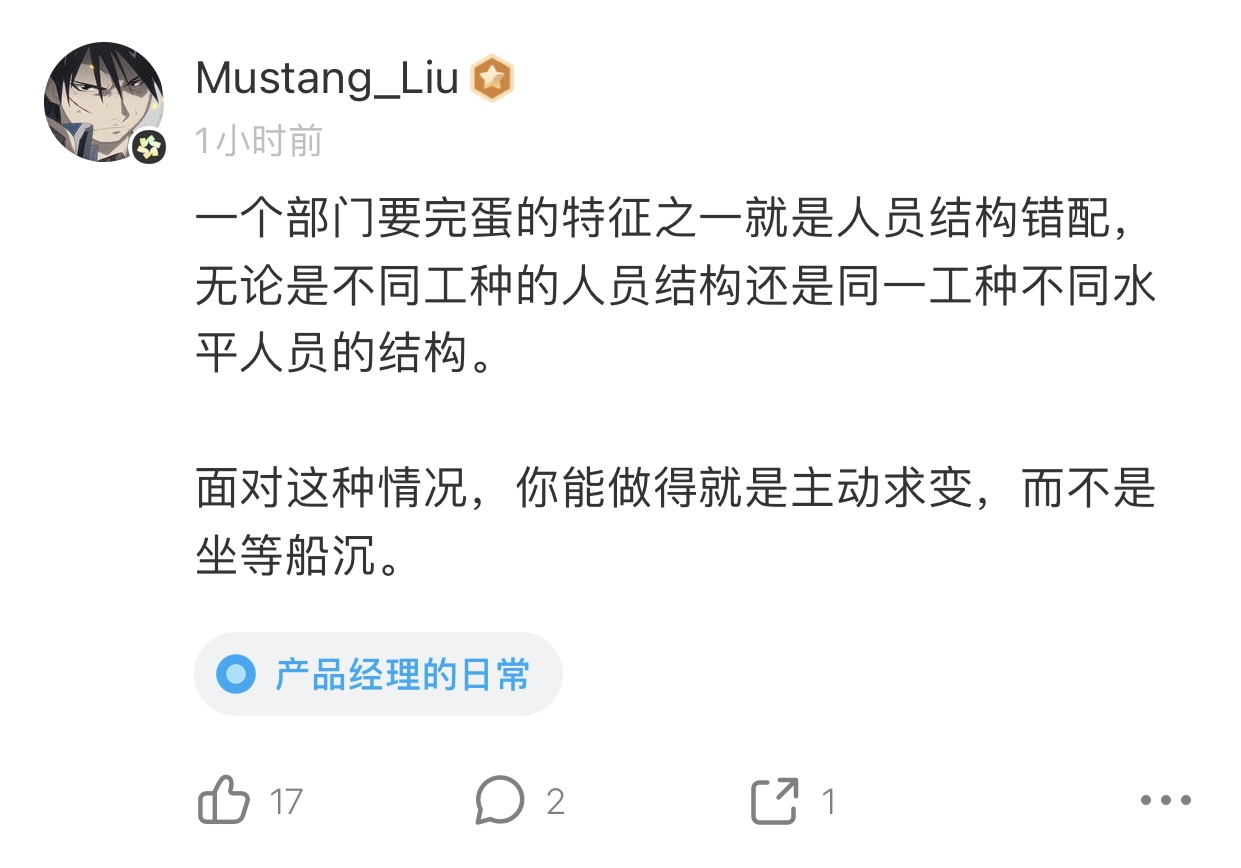 Mustang_Liu
1小时前
一个部门要完蛋的特征之一就是人员结构错配，
无论是不同工种的人员结构还是同一工种不同水
平人员的结构。
面对这种情况，你能做得就是主动求变，而不是
坐等船沉。
产品经理的日常
17 2 1